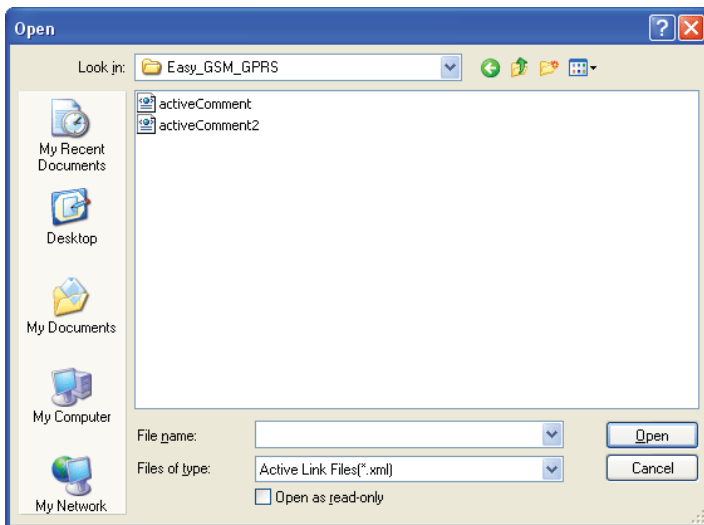 Open
Look in: Easy_GSM_GPRS
activeComment
activeComment2
My Recent
Documents
Desktop
My Documents
My Computer
My Network
File name:
Open
Files of type: Active Link Files(*.xml)
Cancel
Open as read-only